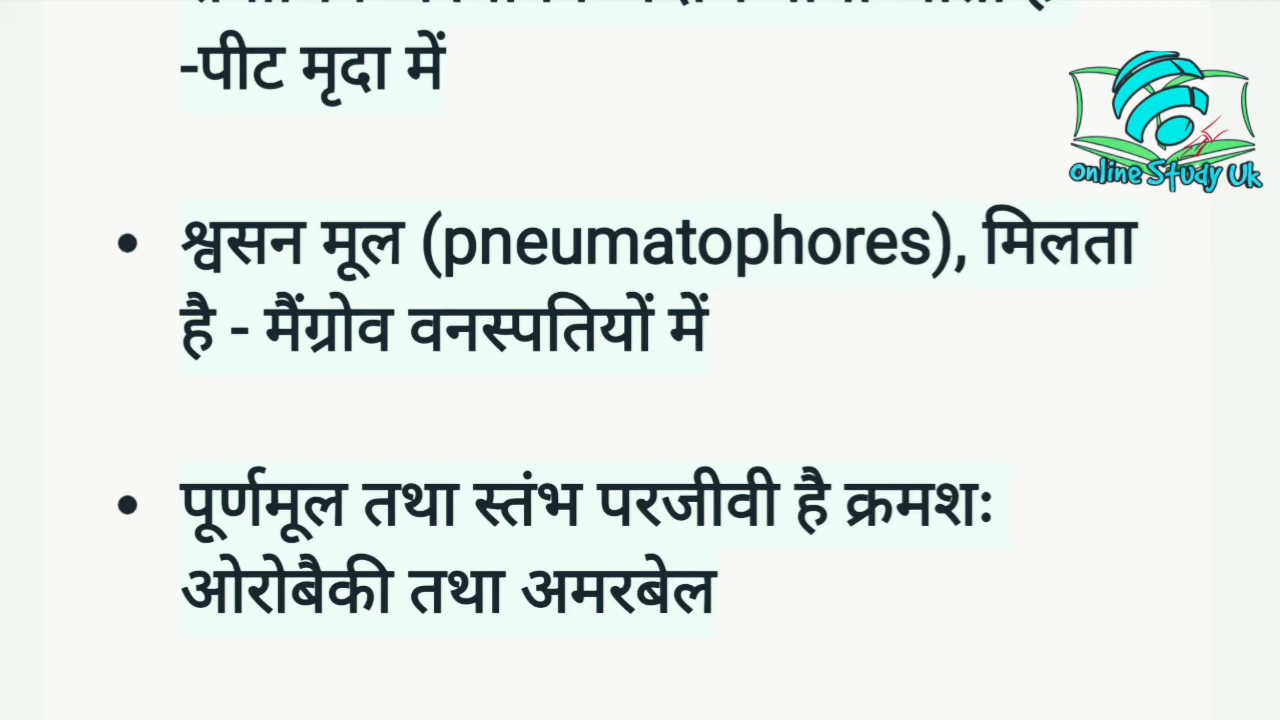 -पीट मृदा में
Online Study Uk
• श्वसन मूल (pneumatophores), मिलता
है - मैंग्रोव वनस्पतियों में
• पूर्णमूल तथा स्तंभ परजीवी है क्रमशः
ओरोबैकी तथा अमरबेल